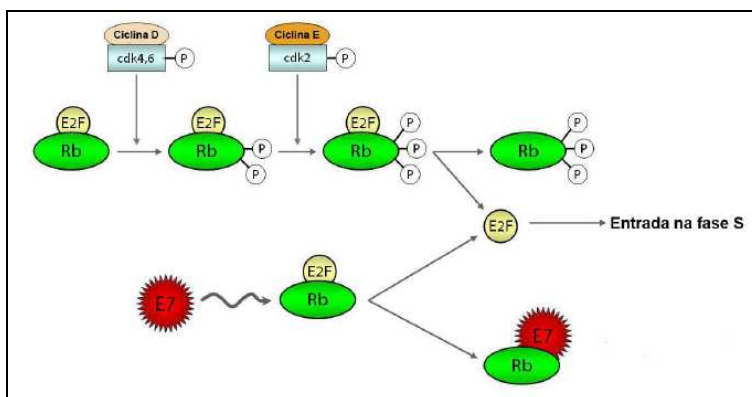 Ciclina D
cdk4,6
P
Ciclina E
cdk2
P
E2F
Rb
E2F
Rb
P
P
E2F
Rb
P
P
P
Rb
P
P
P
E2F
Entrada na fase S
E7
E2F
Rb
E7
Rb